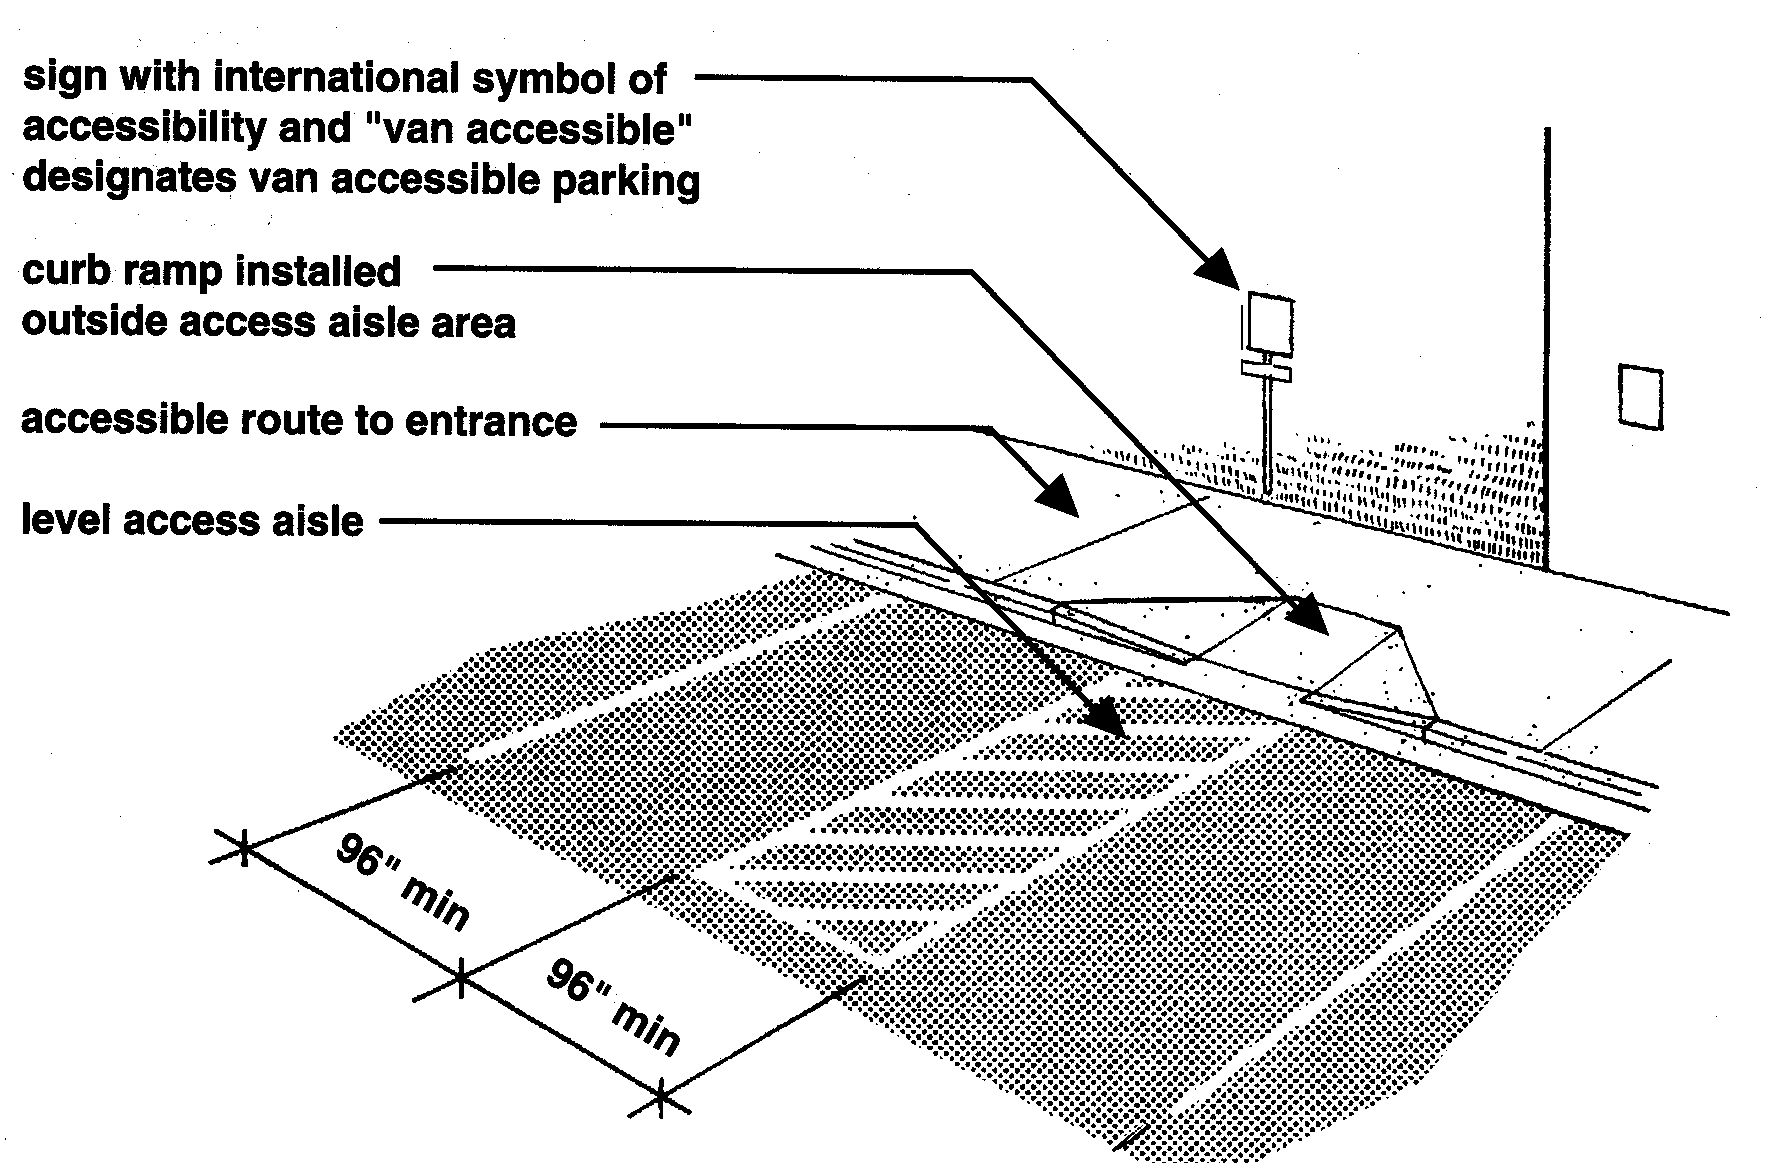 sign with international symbol of
accessibility and "van accessible"
designates van accessible parking
curb ramp installed
outside access aisle area
accessible route to entrance
level access aisle
96" min
96" min